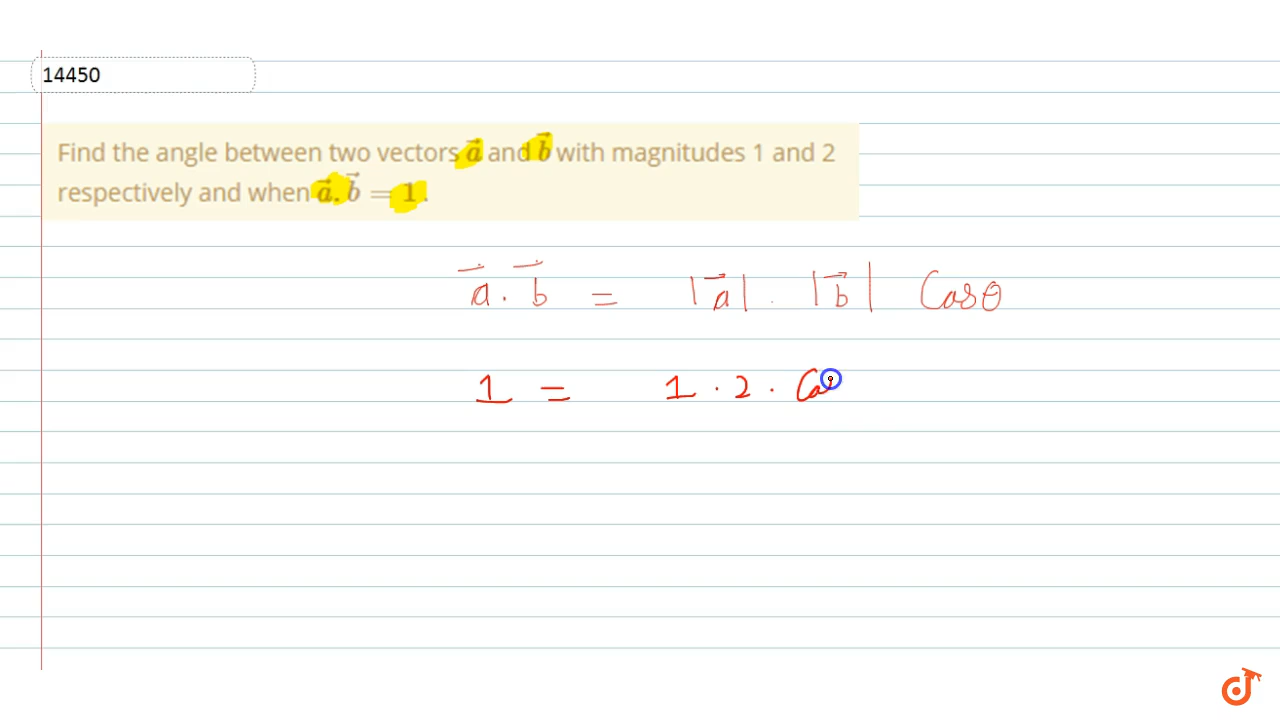 14450
Find the angle between two vectors a⃗ and b⃗ with magnitudes 1 and 2
respectively and when a⃗. b⃗ = 1.
a⃗ . b⃗ = |a⃗| . |b⃗| Cosθ
1 = 1 . 2 . Cos